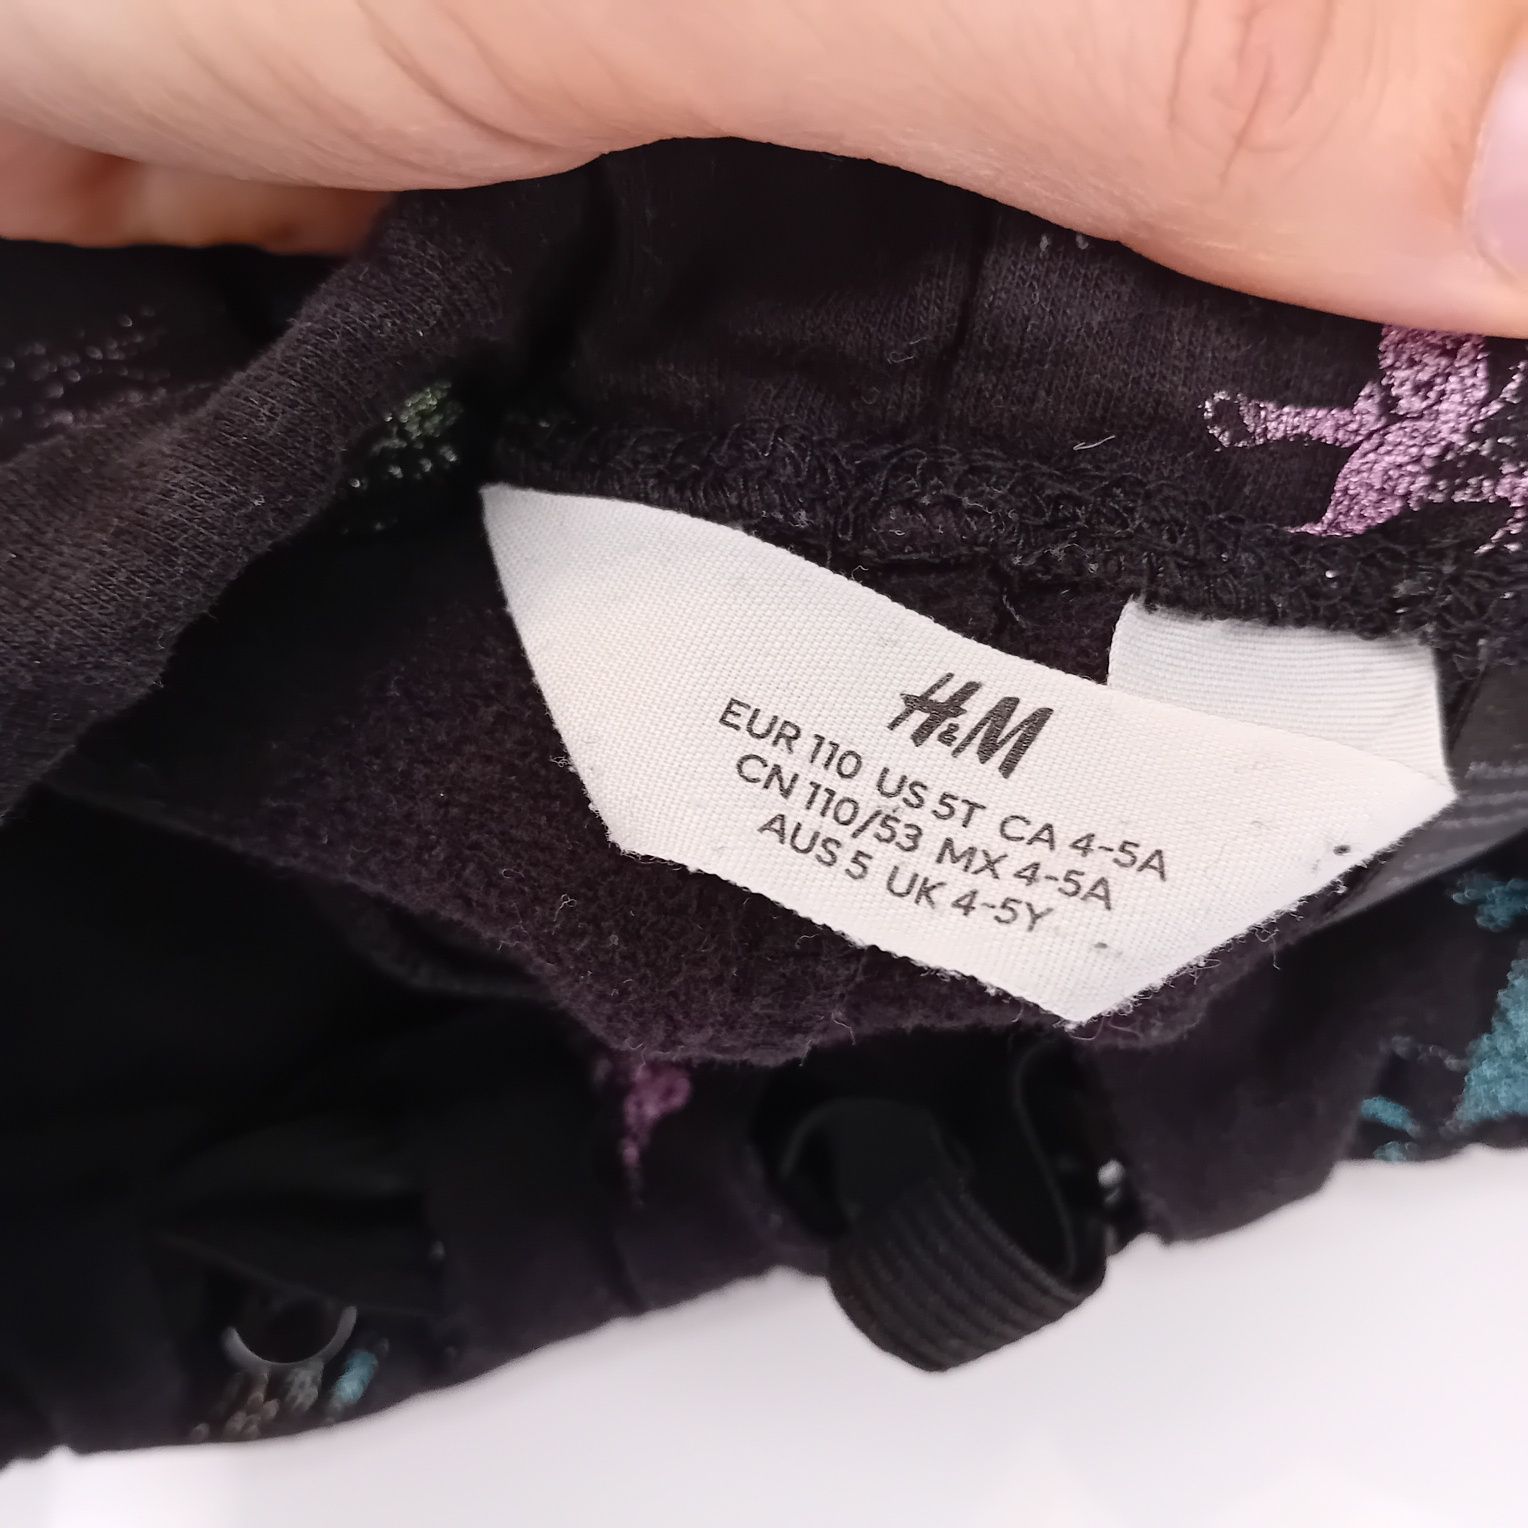 H&M
EUR 110 US 5T CA 4-5A
CN 110/53 MX 4-5A
AUS 5 UK 4-5Y